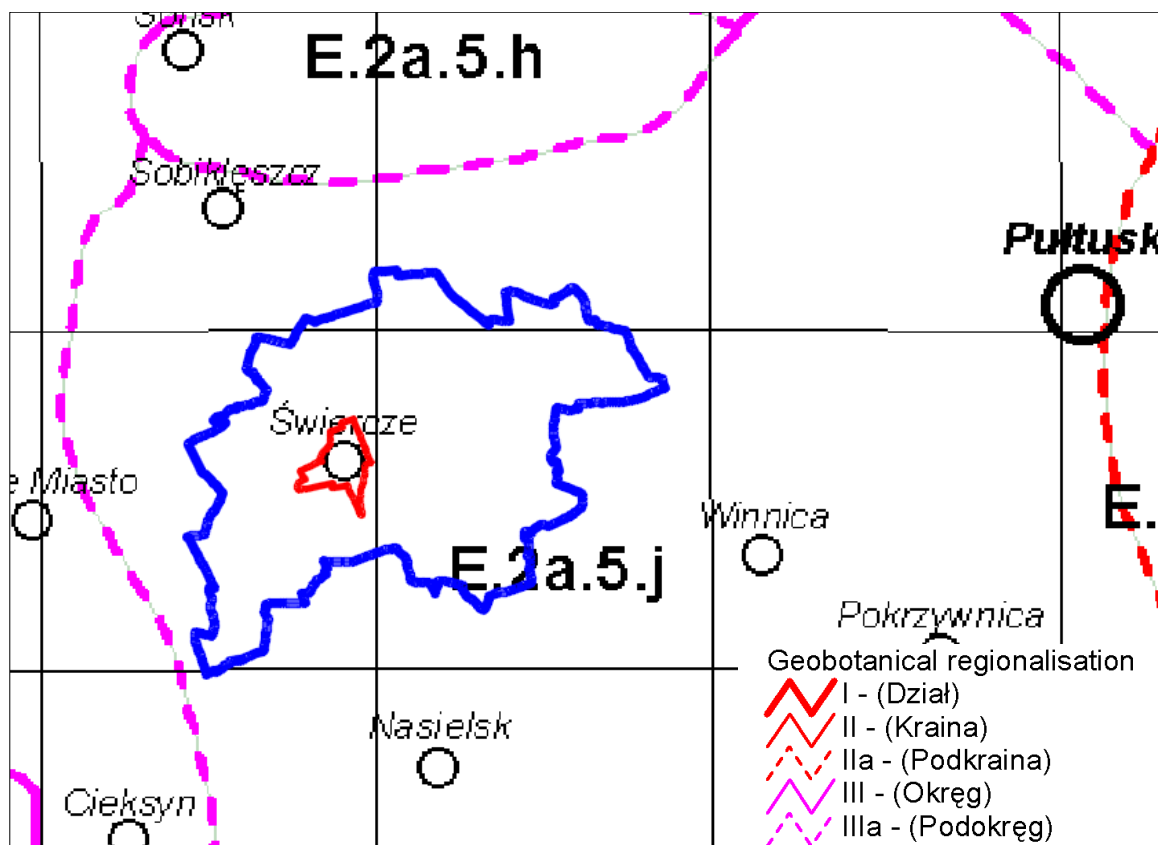 E.2a.5.h
Sobiklęszcz
Pułtusk
Świercze
e Miasto
E.
Winnica
E.2a.5.j
Pokrzywnica
Geobotanical regionalisation
I - (Dział)
II - (Kraina)
IIa - (Podkraina)
III - (Okręg)
IIIa - (Podokręg)
Nasielsk
Cieksyn